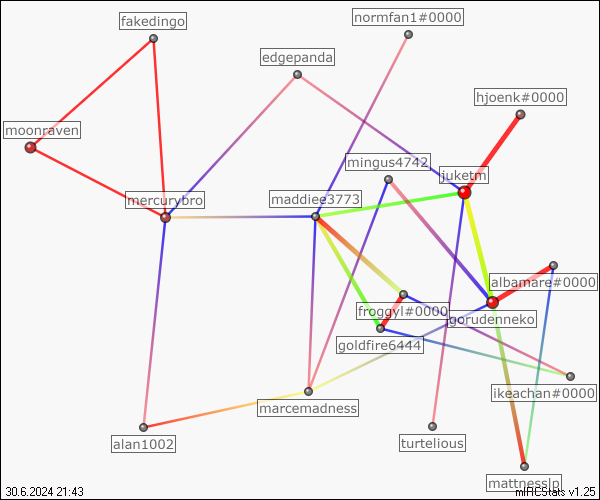 normfan1#0000
fakedingo
edgepanda
hjoenk#0000
moonraven
mingus4742
juketm
mercurybro
maddiee3773
albamare#0000
froggyl#0000
gorudenneko
goldfire6444
ikeachan#0000
marcemadness
alan1002
turtelious
mattnesslp
30.6.2024 21:43
mIRCStats v1.25